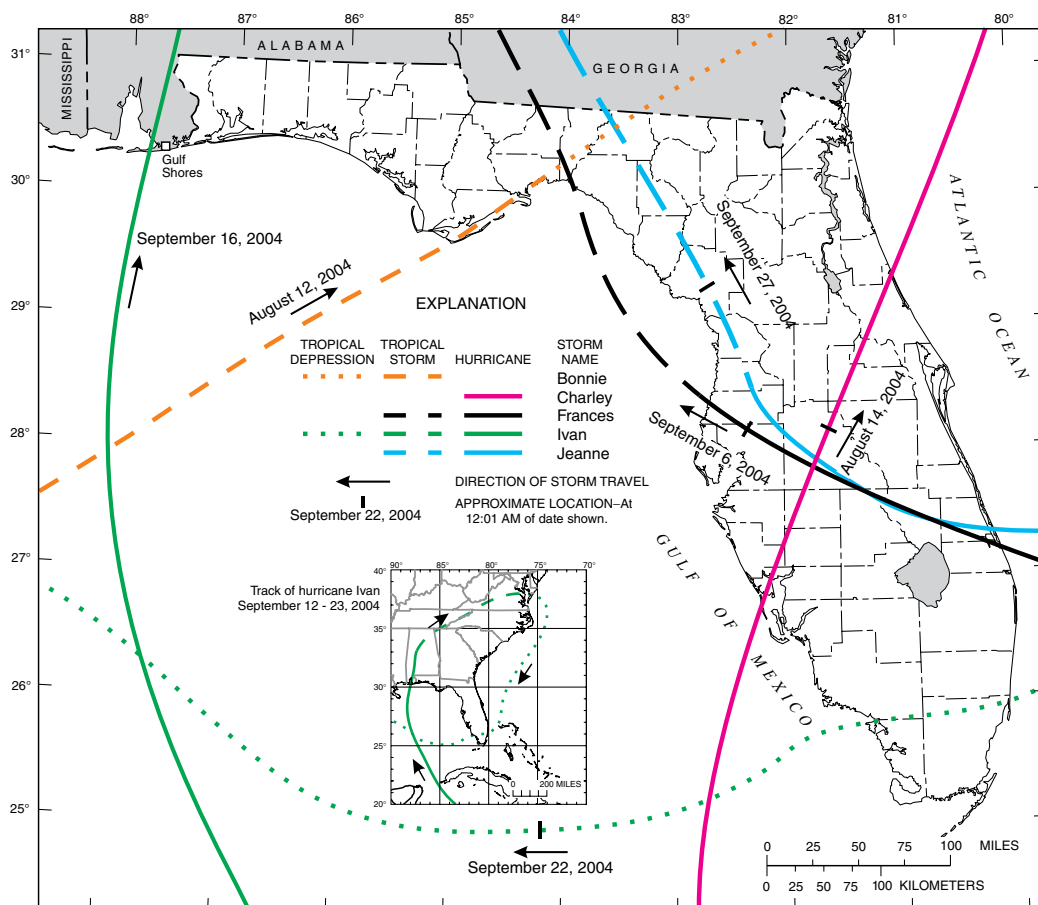 88° 87° 86° 85° 84° 83° 82° 81° 80°
31°
30°
29°
28°
27°
26°
25°
MISSISSIPPI
ALABAMA
GEORGIA
Gulf
Shores
ATLANTIC OCEAN
GULF OF MEXICO
September 16, 2004
August 12, 2004
September 27, 2004
September 6, 2004
August 14, 2004
EXPLANATION
TROPICAL DEPRESSION
TROPICAL STORM
HURRICANE
STORM NAME
Bonnie
Charley
Frances
Ivan
Jeanne
DIRECTION OF STORM TRAVEL
September 22, 2004
APPROXIMATE LOCATION–At
12:01 AM of date shown.
Track of hurricane Ivan
September 12 - 23, 2004
90° 85° 80° 75° 70°
40°
35°
30°
25°
20°
0 200 MILES
September 22, 2004
0 25 50 75 100 MILES
0 25 50 75 100 KILOMETERS